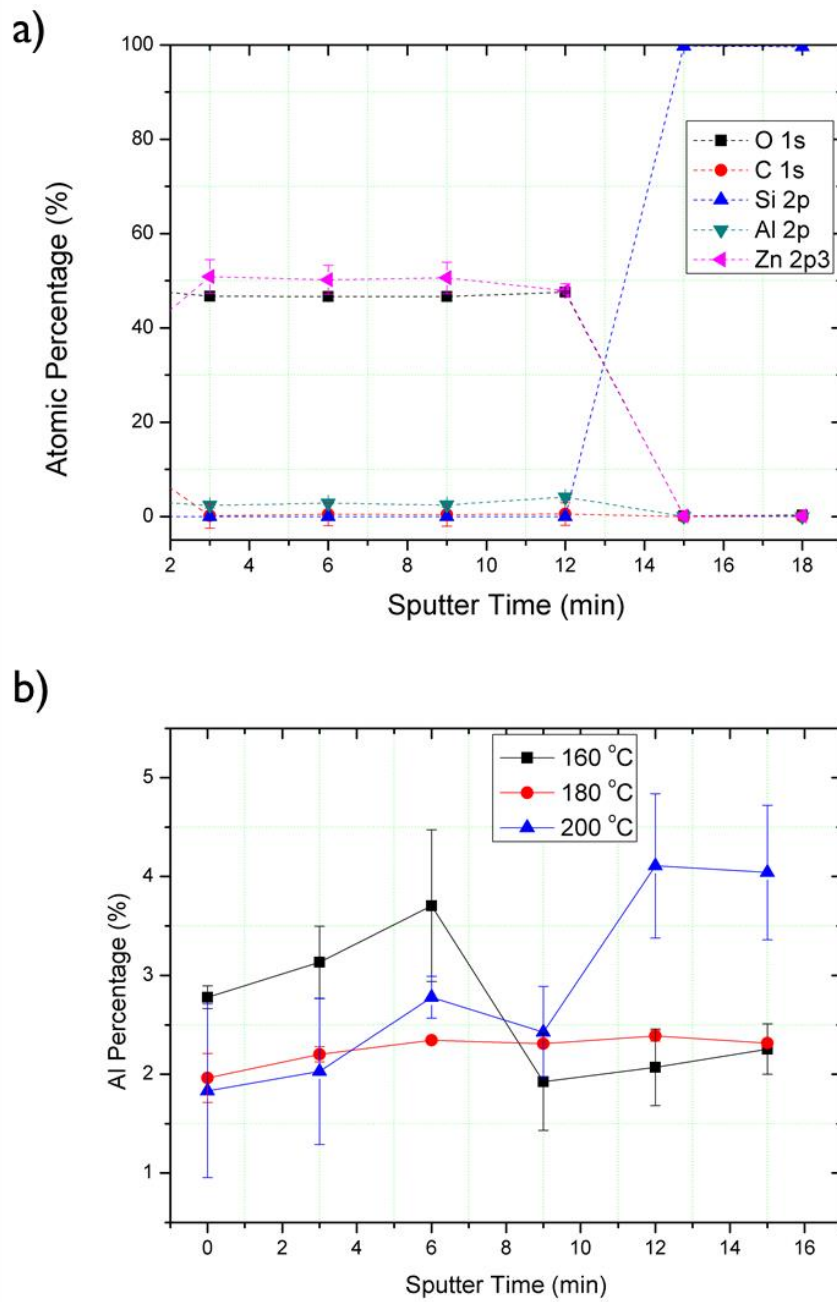 a)
100
80
60
40
20
0
Atomic Percentage (%)
O 1s
C 1s
Si 2p
Al 2p
Zn 2p3
2 4 6 8 10 12 14 16 18
Sputter Time (min)
b)
5
4
3
2
1
Al Percentage (%)
160 °C
180 °C
200 °C
0 2 4 6 8 10 12 14 16
Sputter Time (min)